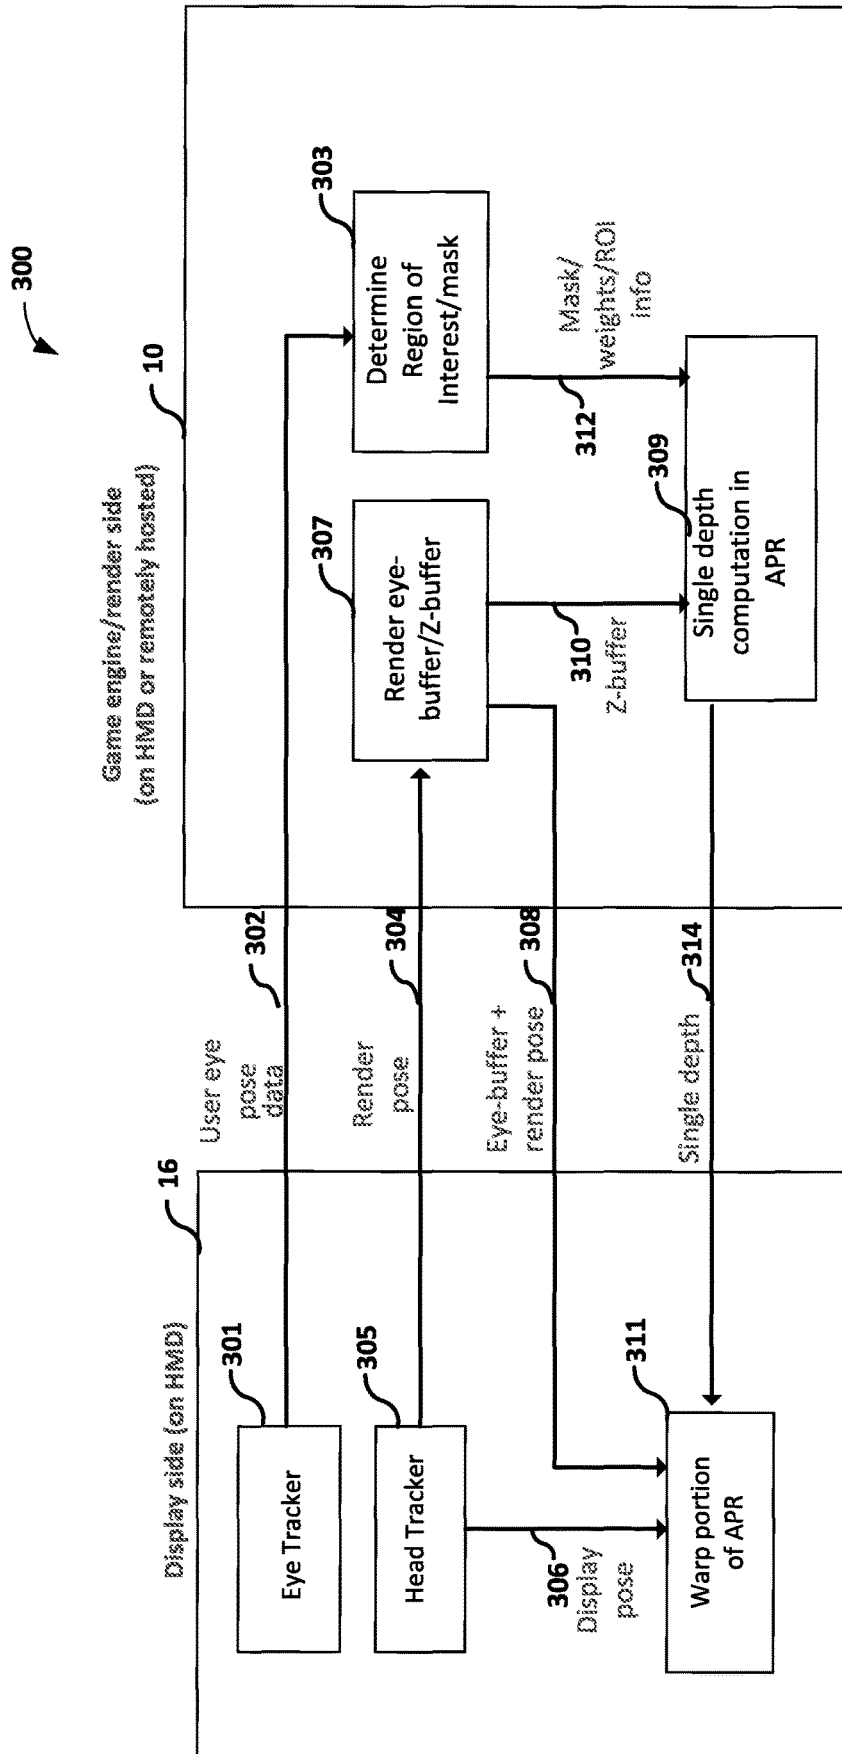 300
Display side (on HMD)
16
Game engine/render side
(on HMD or remotely hosted)
10
Eye Tracker
301
User eye
pose
data
302
Determine
Region of
Interest/mask
303
Head Tracker
305
Render
pose
304
Render eye-
buffer/Z-buffer
307
306
Display
pose
Eye-buffer +
render pose
308
310
Z-buffer
312
Mask/
weights/ROI
info
Warp portion
of APR
311
Single depth
314
Single depth
computation in
APR
309